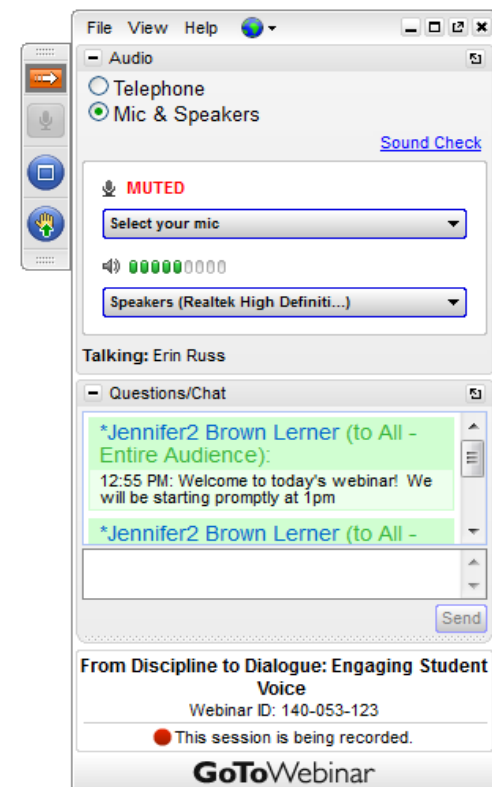 File View Help
Audio
Telephone
Mic & Speakers
Sound Check
MUTED
Select your mic
Speakers (Realtek High Definiti...)
Talking: Erin Russ
Questions/Chat
*Jennifer2 Brown Lerner (to All -
Entire Audience):
12:55 PM: Welcome to today's webinar! We
will be starting promptly at 1pm
*Jennifer2 Brown Lerner (to All -
Send
From Discipline to Dialogue: Engaging Student
Voice
Webinar ID: 140-053-123
This session is being recorded.
GoToWebinar